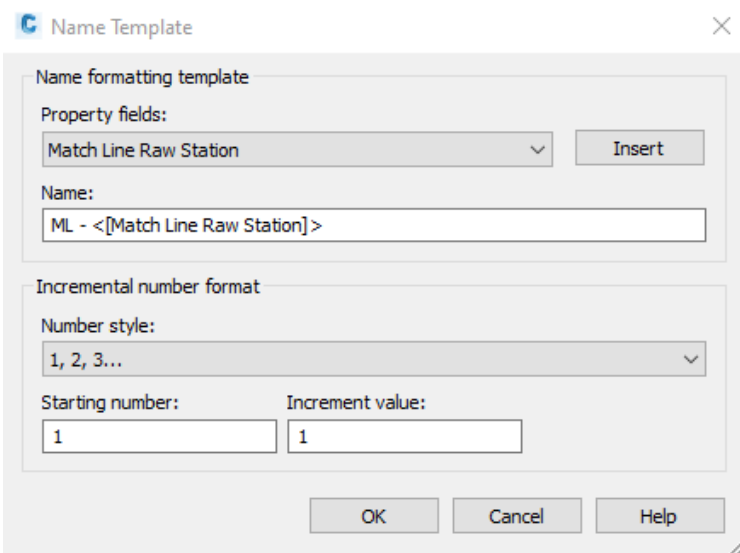 C Name Template
Name formatting template
Property fields:
Match Line Raw Station
Insert
Name:
ML - <[Match Line Raw Station]>
Incremental number format
Number style:
1, 2, 3...
Starting number: Increment value:
1 1
OK Cancel Help